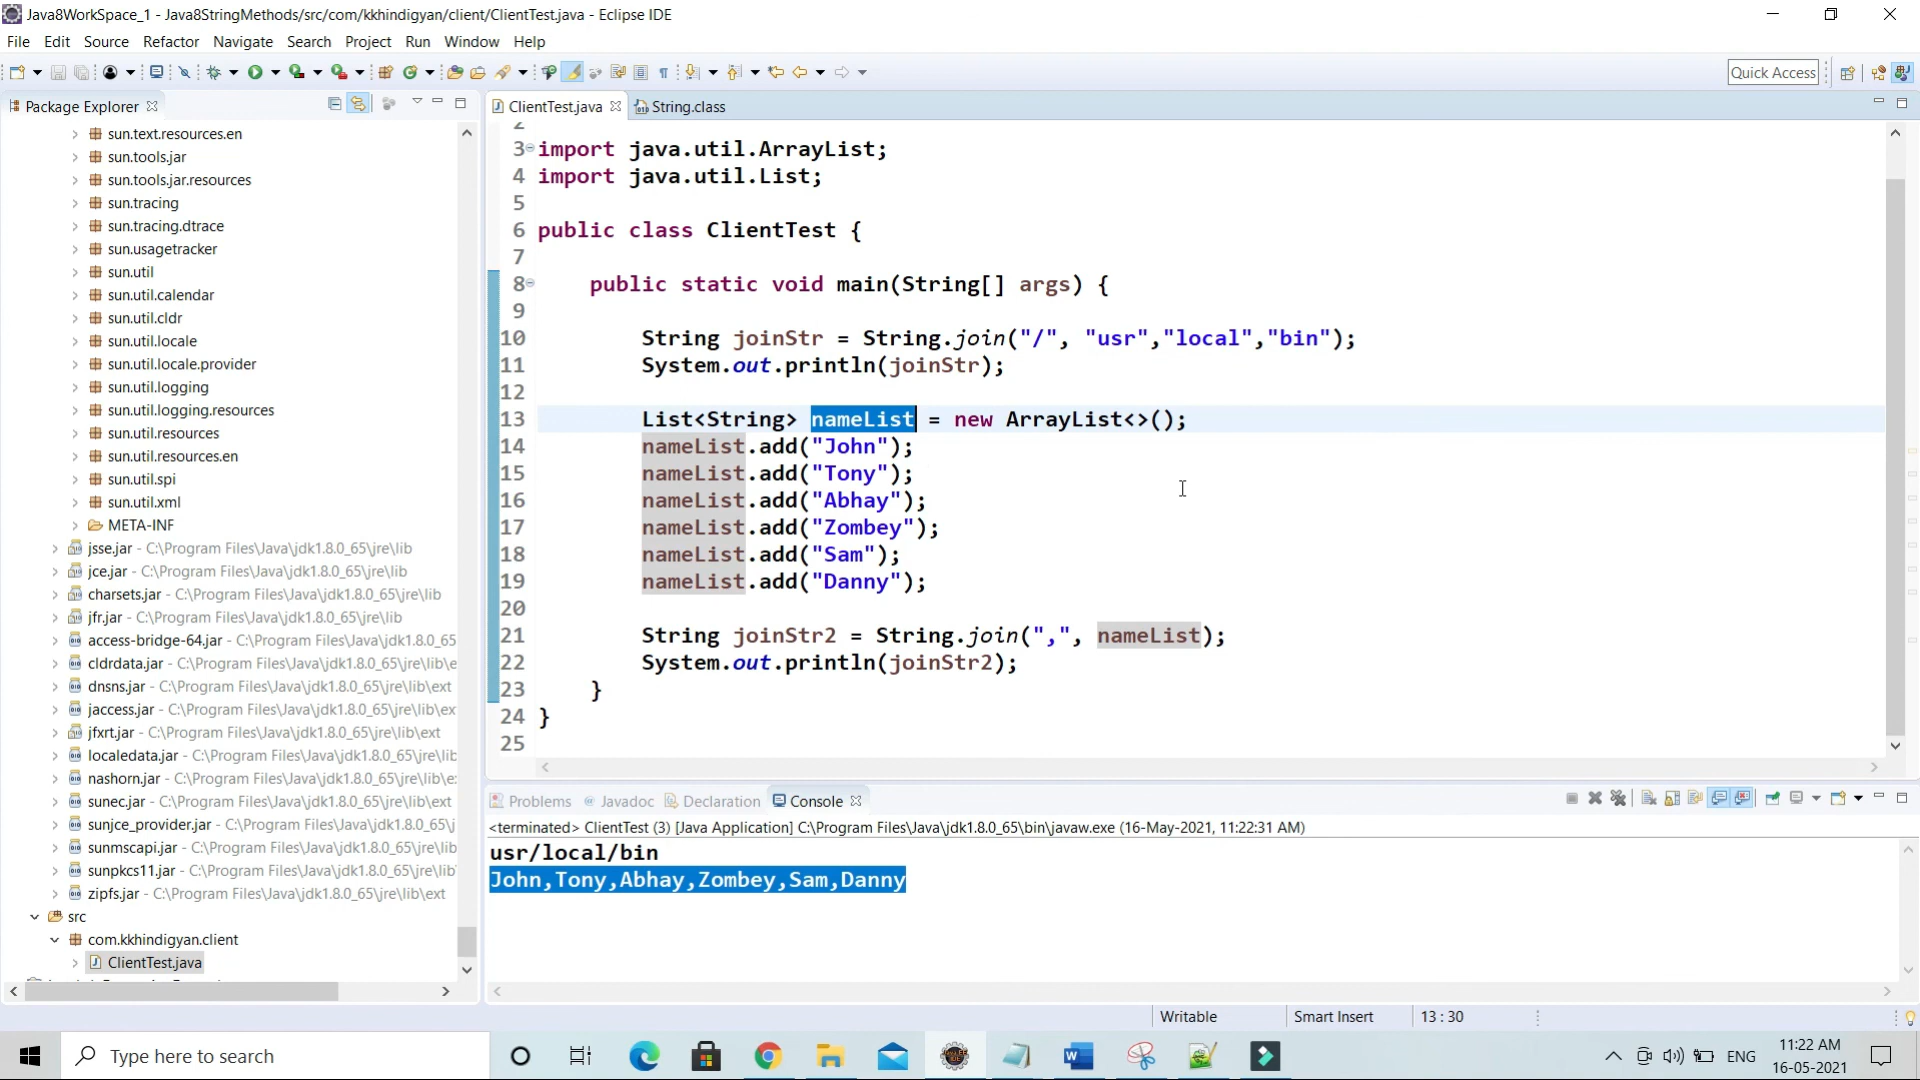 Java8WorkSpace_1 - Java8StringMethods/src/com/kkhindigyan/client/ClientTest.java - Eclipse IDE
File Edit Source Refactor Navigate Search Project Run Window Help
Quick Access
Package Explorer
sun.text.resources.en
sun.tools.jar
sun.tools.jar.resources
sun.tracing
sun.tracing.dtrace
sun.usagetracker
sun.util
sun.util.calendar
sun.util.cldr
sun.util.locale
sun.util.locale.provider
sun.util.logging
sun.util.logging.resources
sun.util.resources
sun.util.resources.en
sun.util.spi
sun.util.xml
META-INF
jsse.jar - C:\Program Files\Java\jdk1.8.0_65\jre\lib
jce.jar - C:\Program Files\Java\jdk1.8.0_65\jre\lib
charsets.jar - C:\Program Files\Java\jdk1.8.0_65\jre\lib
jfr.jar - C:\Program Files\Java\jdk1.8.0_65\jre\lib
access-bridge-64.jar - C:\Program Files\Java\jdk1.8.0_65
cldrdata.jar - C:\Program Files\Java\jdk1.8.0_65\jre\lib\e
dnsns.jar - C:\Program Files\Java\jdk1.8.0_65\jre\lib\ext
jaccess.jar - C:\Program Files\Java\jdk1.8.0_65\jre\lib\ex
jfxrt.jar - C:\Program Files\Java\jdk1.8.0_65\jre\lib\ext
localedata.jar - C:\Program Files\Java\jdk1.8.0_65\jre\lib
nashorn.jar - C:\Program Files\Java\jdk1.8.0_65\jre\lib\e
sunec.jar - C:\Program Files\Java\jdk1.8.0_65\jre\lib\ext
sunjce_provider.jar - C:\Program Files\Java\jdk1.8.0_65\j
sunmscapi.jar - C:\Program Files\Java\jdk1.8.0_65\jre\lib
sunpkcs11.jar - C:\Program Files\Java\jdk1.8.0_65\jre\lib
zipfs.jar - C:\Program Files\Java\jdk1.8.0_65\jre\lib\ext
src
com.kkhindigyan.client
ClientTest.java
ClientTest.java String.class
2
3 import java.util.ArrayList;
4 import java.util.List;
5
6 public class ClientTest {
7
8 public static void main(String[] args) {
9
10 String joinStr = String.join("/", "usr","local","bin");
11 System.out.println(joinStr);
12
13 List<String> nameList = new ArrayList<>();
14 nameList.add("John");
15 nameList.add("Tony");
16 nameList.add("Abhay");
17 nameList.add("Zombey");
18 nameList.add("Sam");
19 nameList.add("Danny");
20
21 String joinStr2 = String.join(",", nameList);
22 System.out.println(joinStr2);
23 }
24 }
25
Problems Javadoc Declaration Console
<terminated> ClientTest (3) [Java Application] C:\Program Files\Java\jdk1.8.0_65\bin\javaw.exe (16-May-2021, 11:22:31 AM)
usr/local/bin
John,Tony,Abhay,Zombey,Sam,Danny
Writable Smart Insert 13 : 30
Type here to search
ENG
11:22 AM
16-05-2021